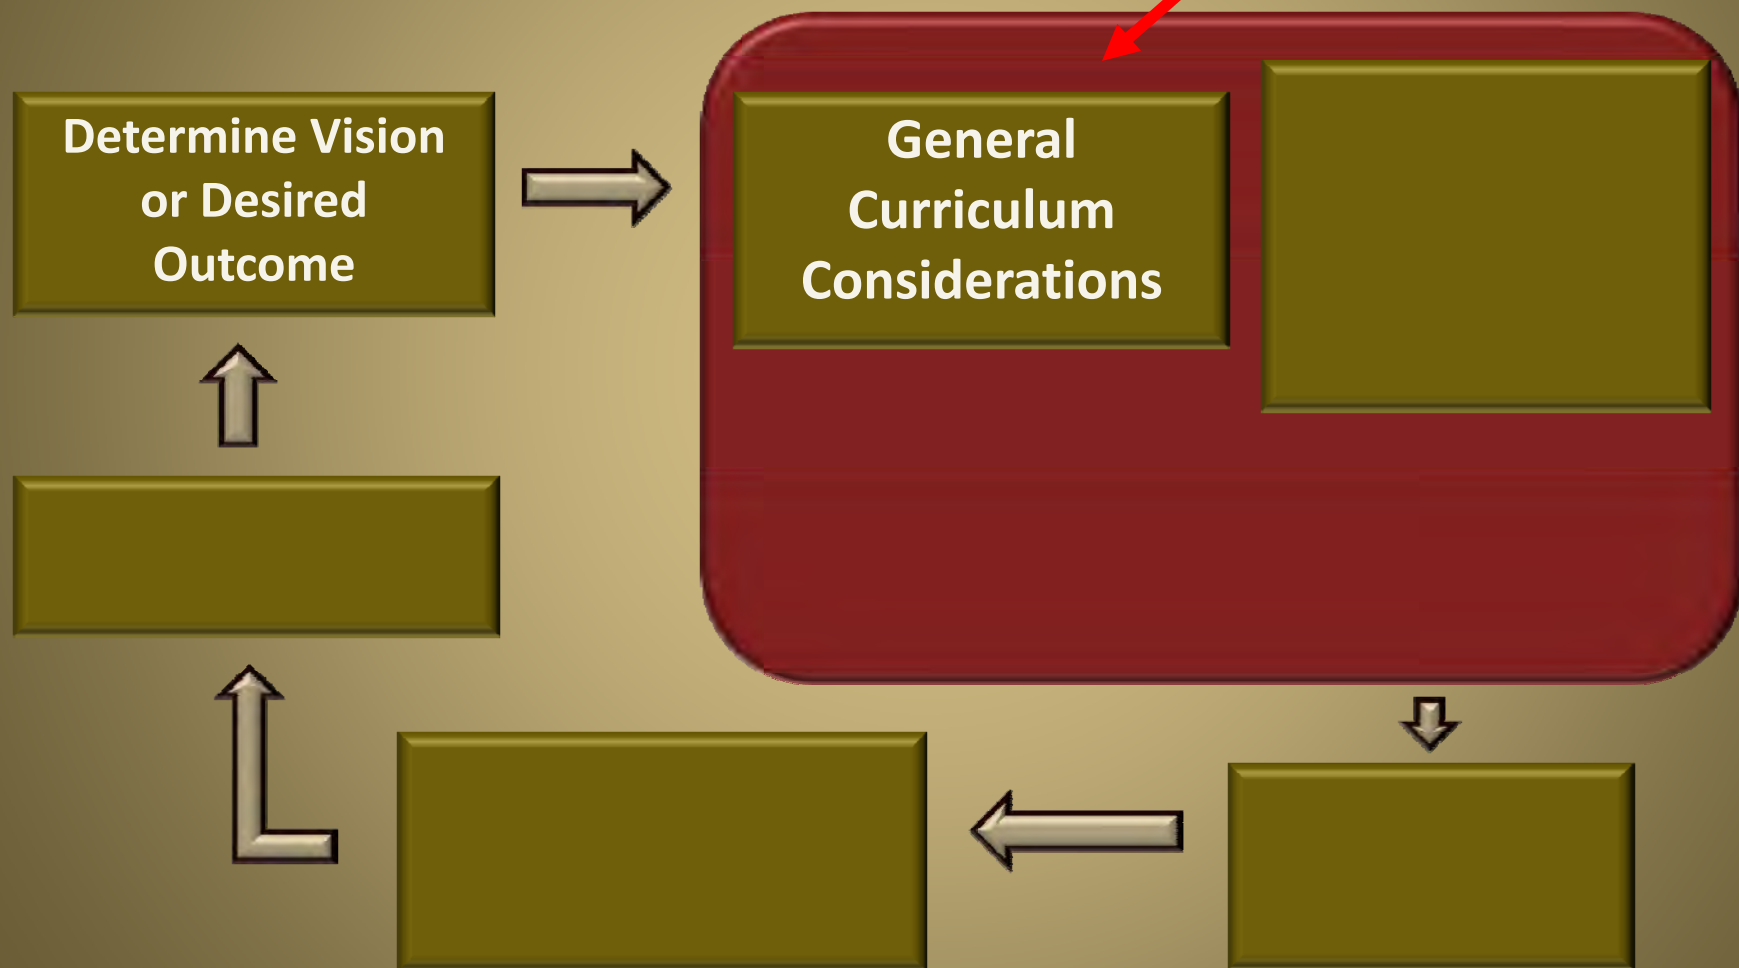 Determine Vision
or Desired
Outcome
General
Curriculum
Considerations